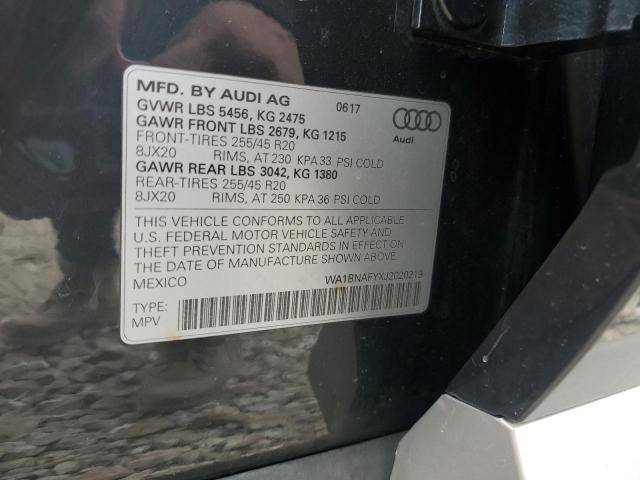 MFD. BY AUDI AG 0617
GVWR LBS 5456, KG 2475
GAWR FRONT LBS 2679, KG 1215
FRONT-TIRES 255/45 R20
8JX20 RIMS, AT 230 KPA 33 PSI COLD
GAWR REAR LBS 3042, KG 1380
REAR-TIRES 255/45 R20
8JX20 RIMS, AT 250 KPA 36 PSI COLD
Audi
THIS VEHICLE CONFORMS TO ALL APPLICABLE
U.S. FEDERAL MOTOR VEHICLE SAFETY AND
THEFT PREVENTION STANDARDS IN EFFECT ON
THE DATE OF MANUFACTURE SHOWN ABOVE.
MEXICO WA1BNAFYXJ2020219
TYPE:
MPV